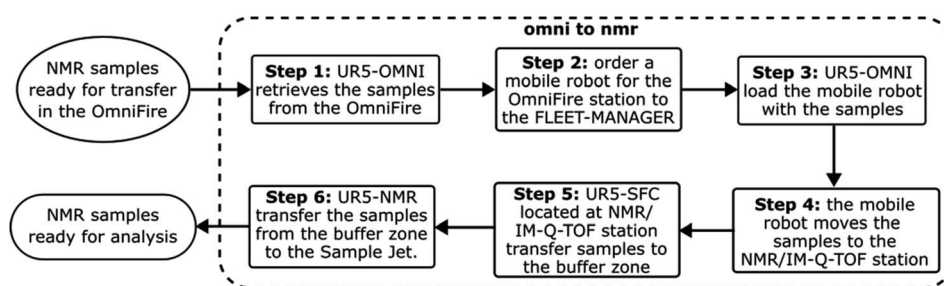 omni to nmr
NMR samples
ready for transfer
in the OmniFire
Step 1: UR5-OMNI
retrieves the samples
from the OmniFire
Step 2: order a
mobile robot for the
OmniFire station to
the FLEET-MANAGER
Step 3: UR5-OMNI
load the mobile robot
with the samples
Step 4: the mobile
robot moves the
samples to the
NMR/IM-Q-TOF station
Step 5: UR5-SFC
located at NMR/
IM-Q-TOF station
transfer samples to
the buffer zone
Step 6: UR5-NMR
transfer the samples
from the buffer zone
to the Sample Jet.
NMR samples
ready for analysis